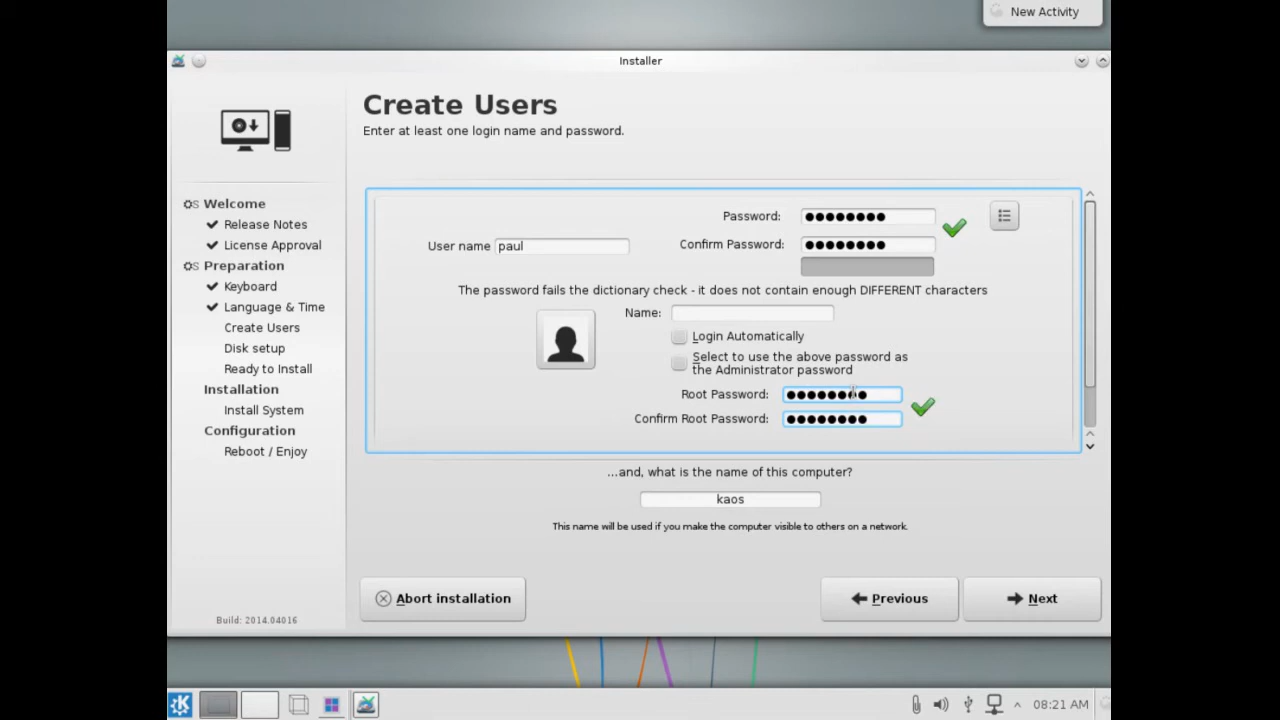 New Activity
Installer
Create Users
Enter at least one login name and password.
Welcome
Release Notes
License Approval
Preparation
Keyboard
Language & Time
Create Users
Disk setup
Ready to Install
Installation
Install System
Configuration
Reboot / Enjoy
Build: 2014.04016
Password: ●●●●●●●●
User name paul
Confirm Password: ●●●●●●●●
The password fails the dictionary check - it does not contain enough DIFFERENT characters
Name:
Login Automatically
Select to use the above password as
the Administrator password
Root Password: ●●●●●●●●
Confirm Root Password: ●●●●●●●●
...and, what is the name of this computer?
kaos
This name will be used if you make the computer visible to others on a network.
Abort installation
Previous
Next
08:21 AM